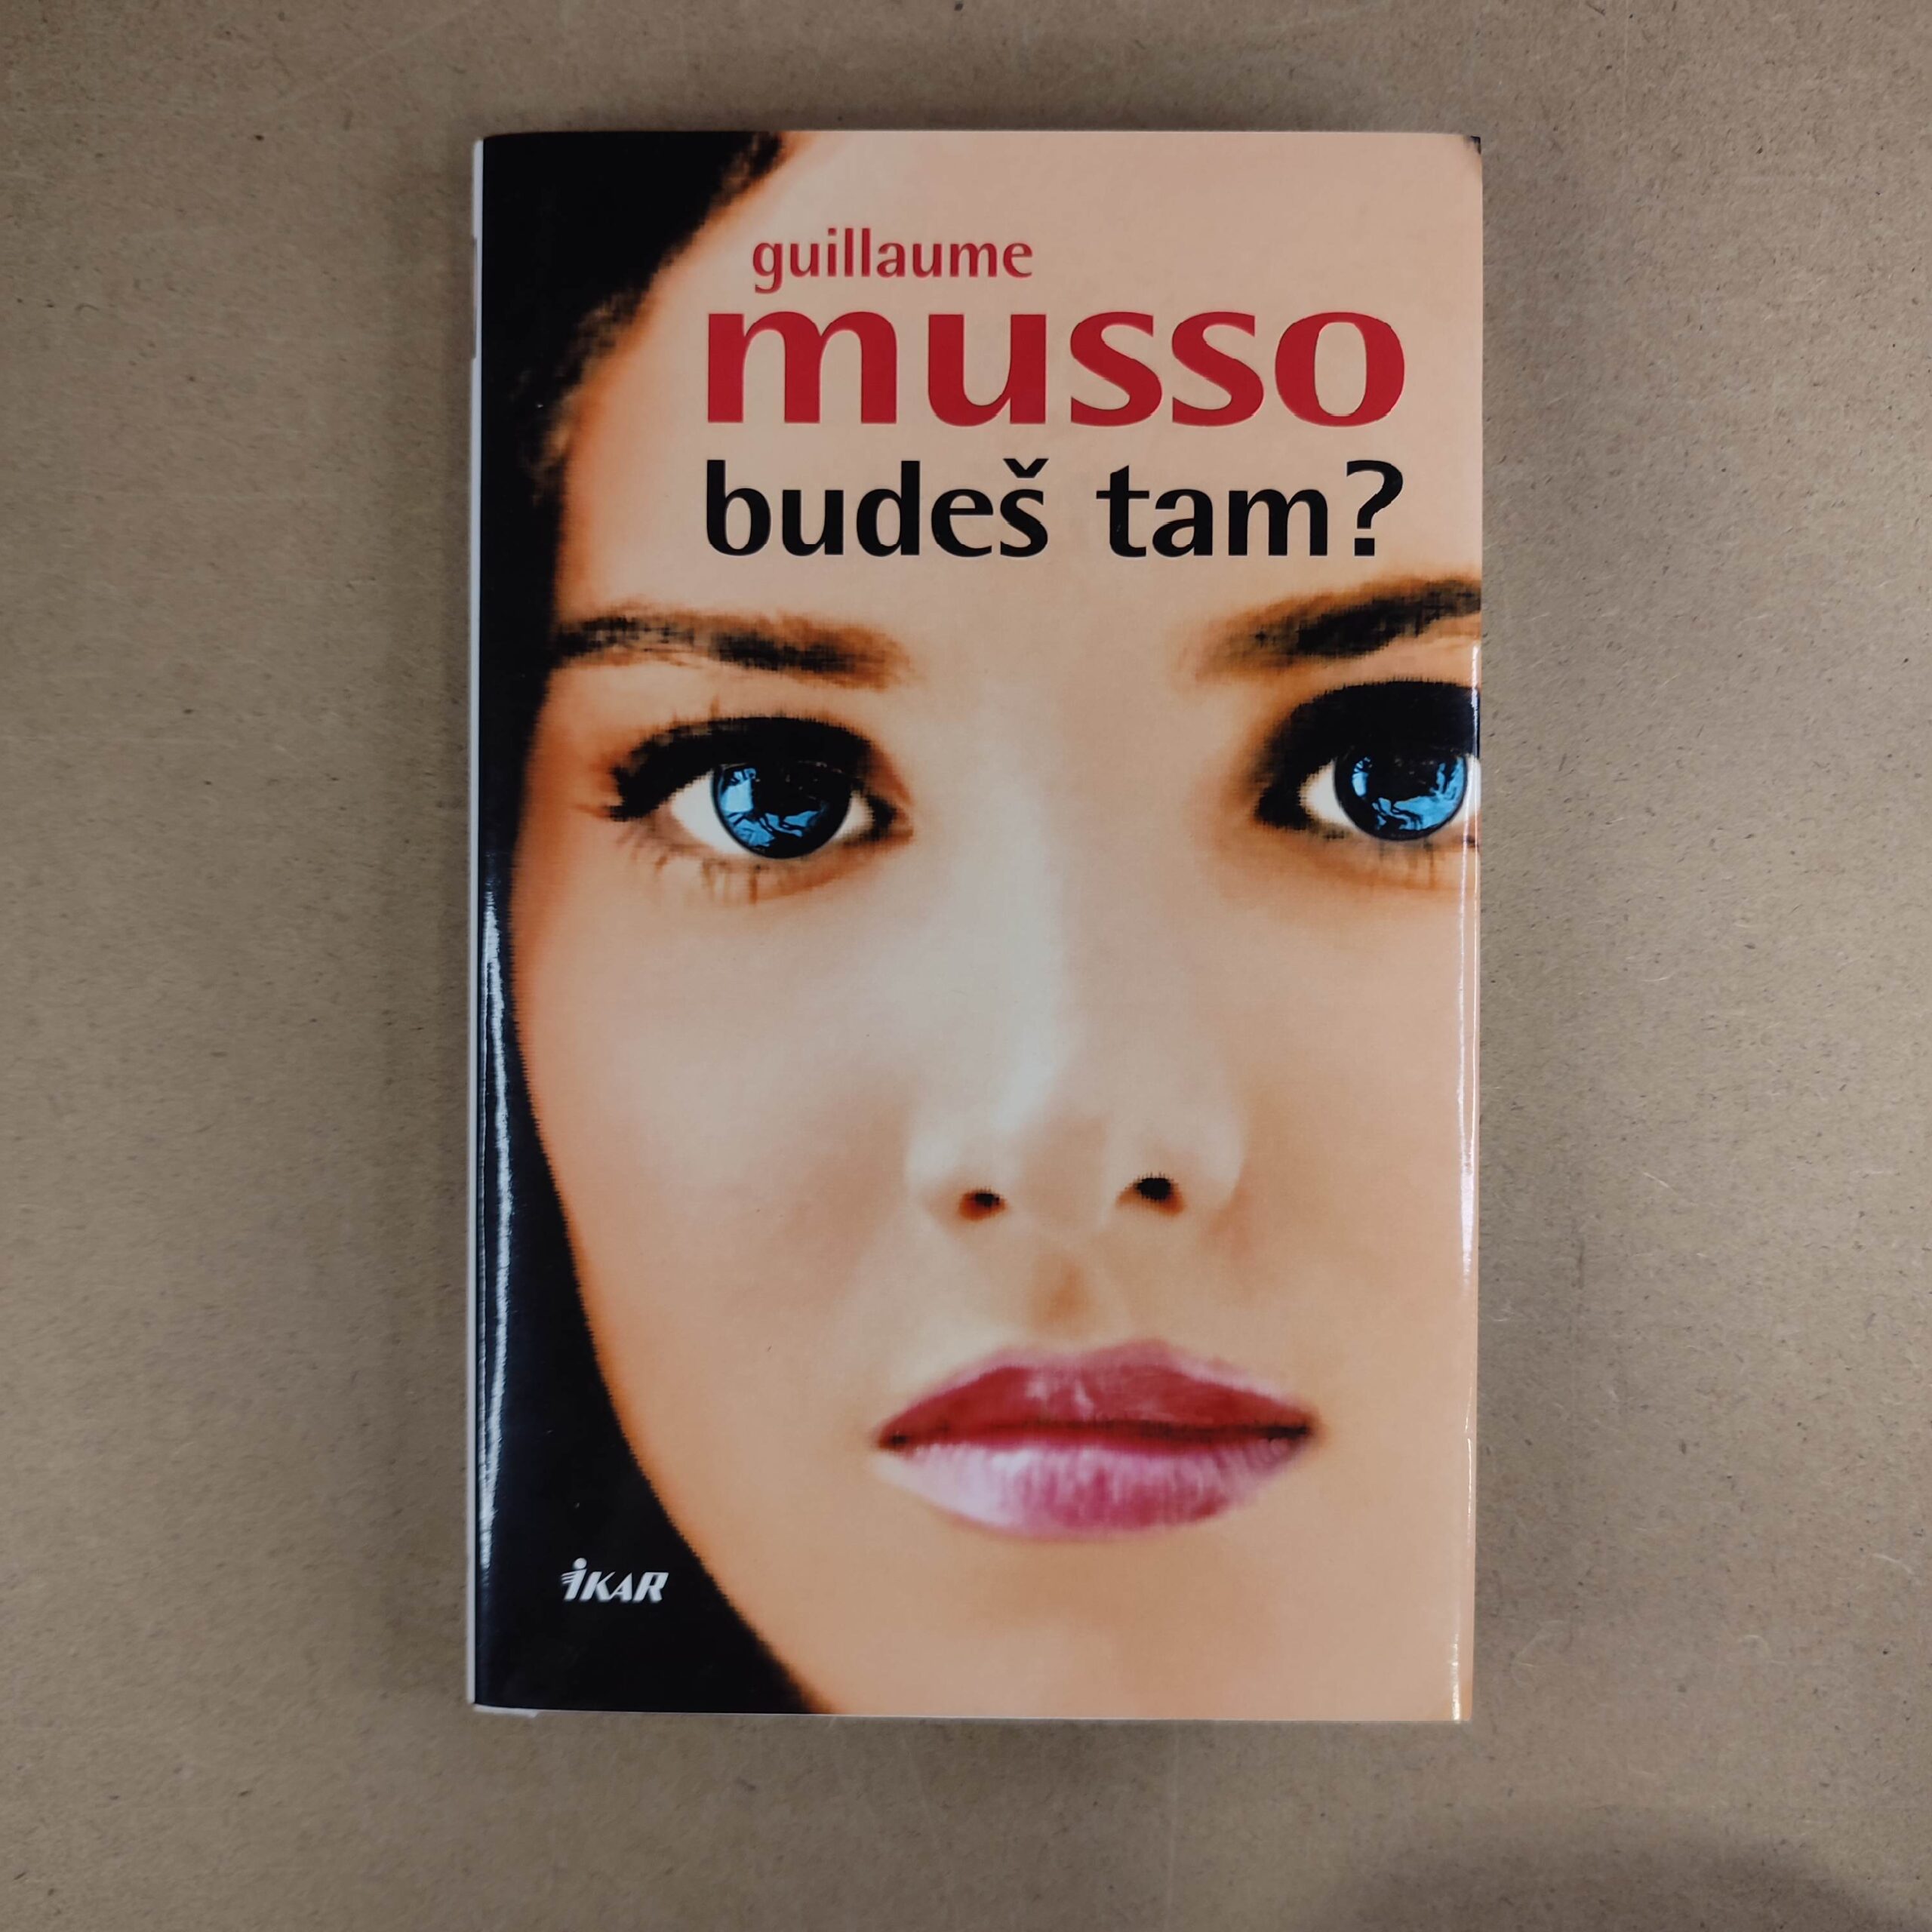 guillaume
musso
budeš tam?
iKAR